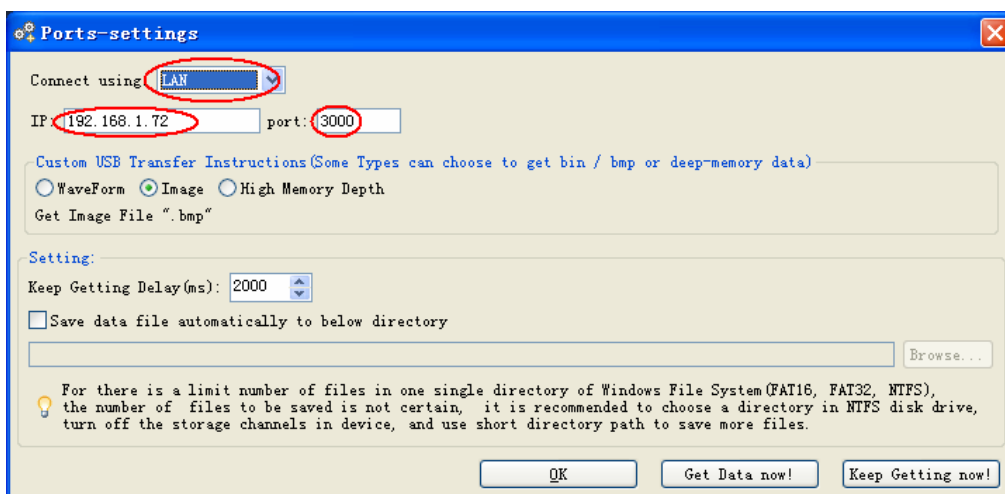 Ports-settings
Connect using LAN
IP: 192.168.1.72 port: 3000
Custom USB Transfer Instructions(Some Types can choose to get bin / bmp or deep-memory data)
WaveForm Image High Memory Depth
Get Image File ".bmp"
Setting:
Keep Getting Delay(ms): 2000
Save data file automatically to below directory
Browse...
For there is a limit number of files in one single directory of Windows File System(FAT16, FAT32, NTFS),
the number of files to be saved is not certain, it is recommended to choose a directory in NTFS disk drive,
turn off the storage channels in device, and use short directory path to save more files.
OK Get Data now! Keep Getting now!